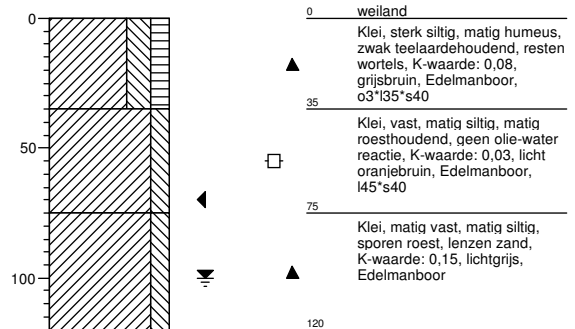 0
50
100
0 weiland
Klei, sterk siltig, matig humeus,
zwak teelaardehoudend, resten
wortels, K-waarde: 0,08,
grijsbruin, Edelmanboor,
o3*l35*s40
35
Klei, vast, matig siltig, matig
roesthoudend, geen olie-water
reactie, K-waarde: 0,03, licht
oranjebruin, Edelmanboor,
l45*s40
75
Klei, matig vast, matig siltig,
sporen roest, lenzen zand,
K-waarde: 0,15, lichtgrijs,
Edelmanboor
120